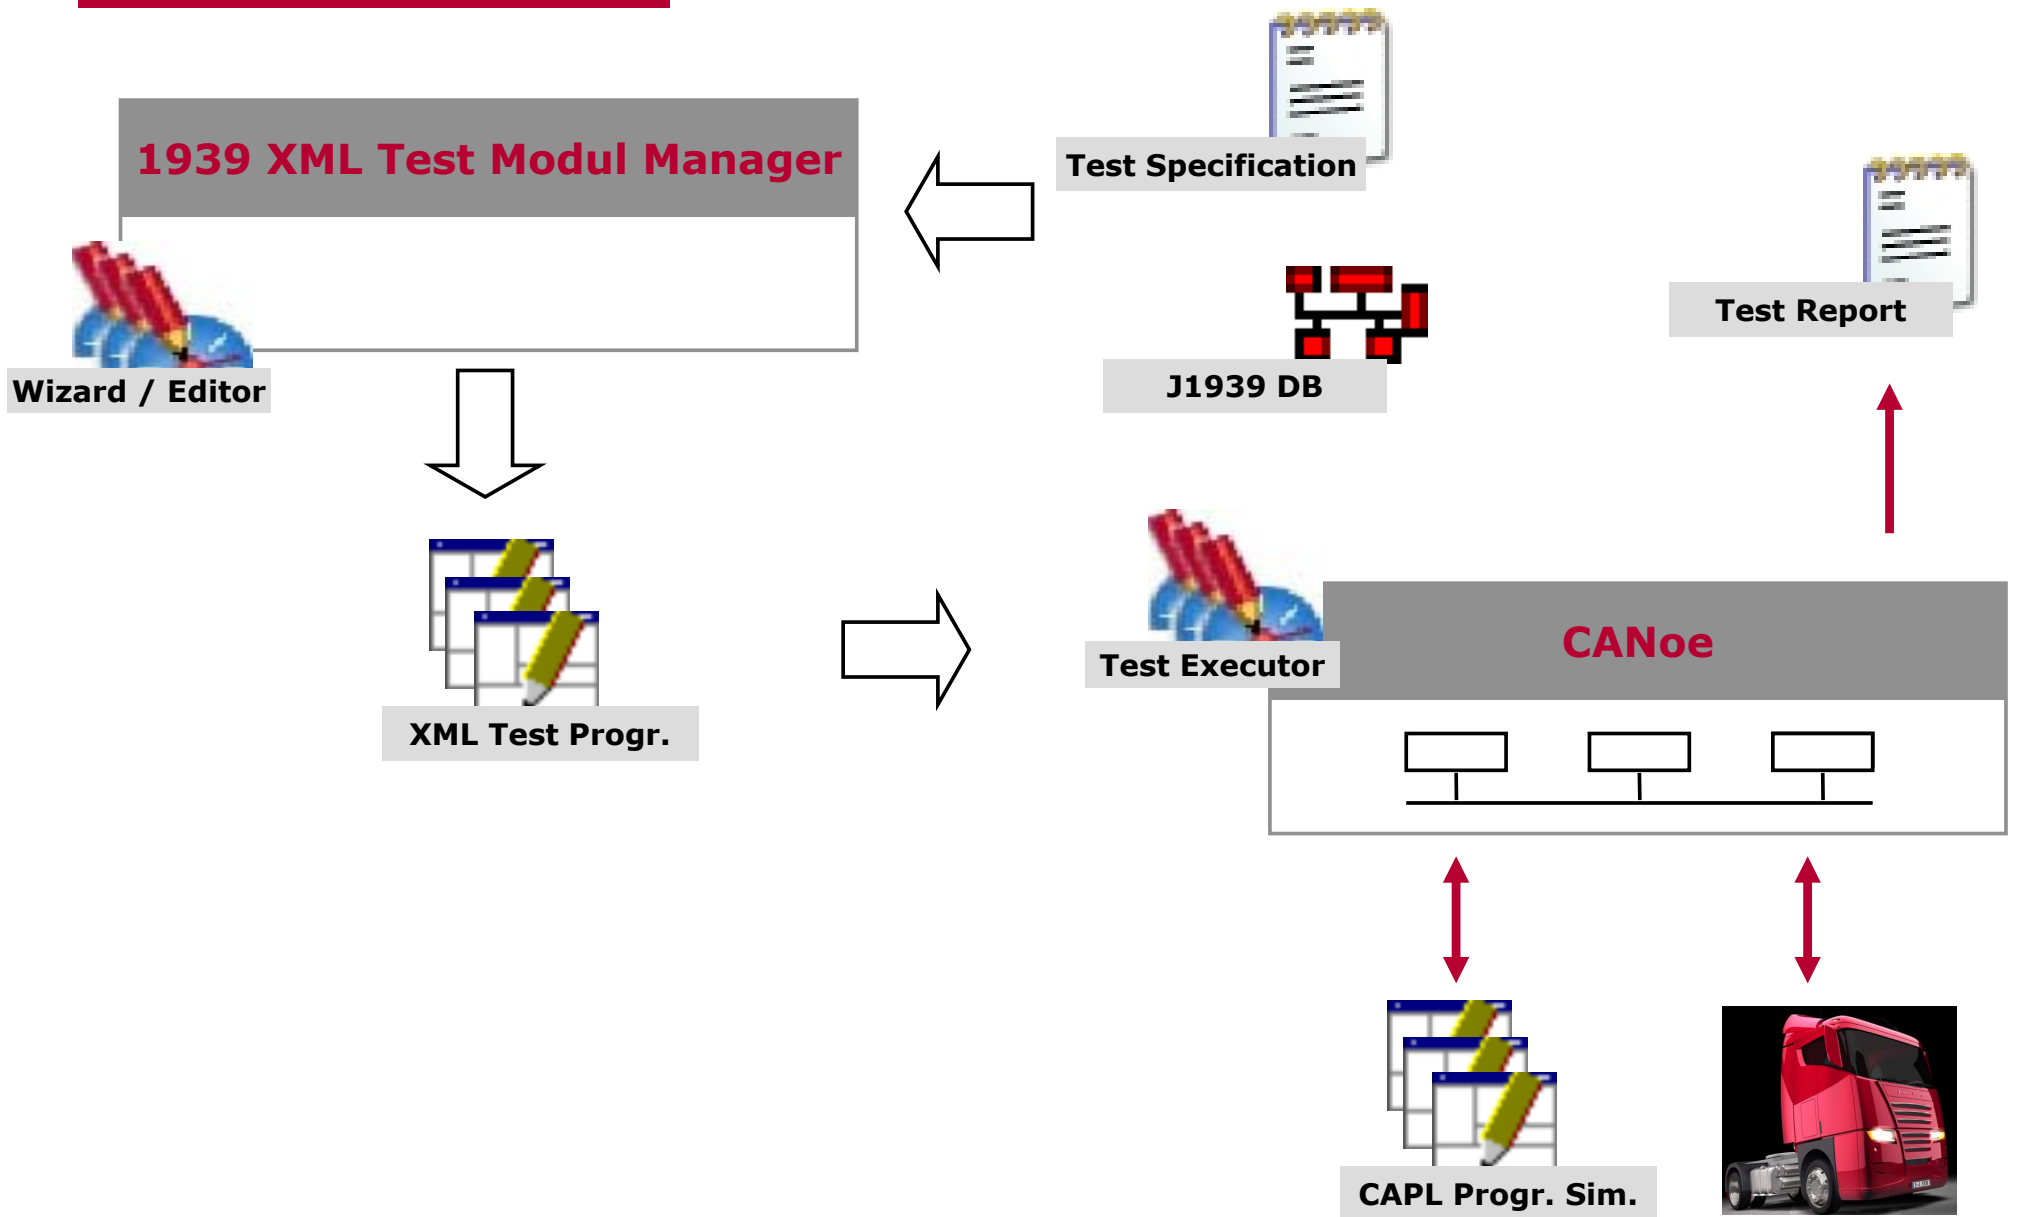 1939 XML Test Modul Manager
Test Specification
Test Report
J1939 DB
Wizard / Editor
CANoe
Test Executor
XML Test Progr.
CAPL Progr. Sim.